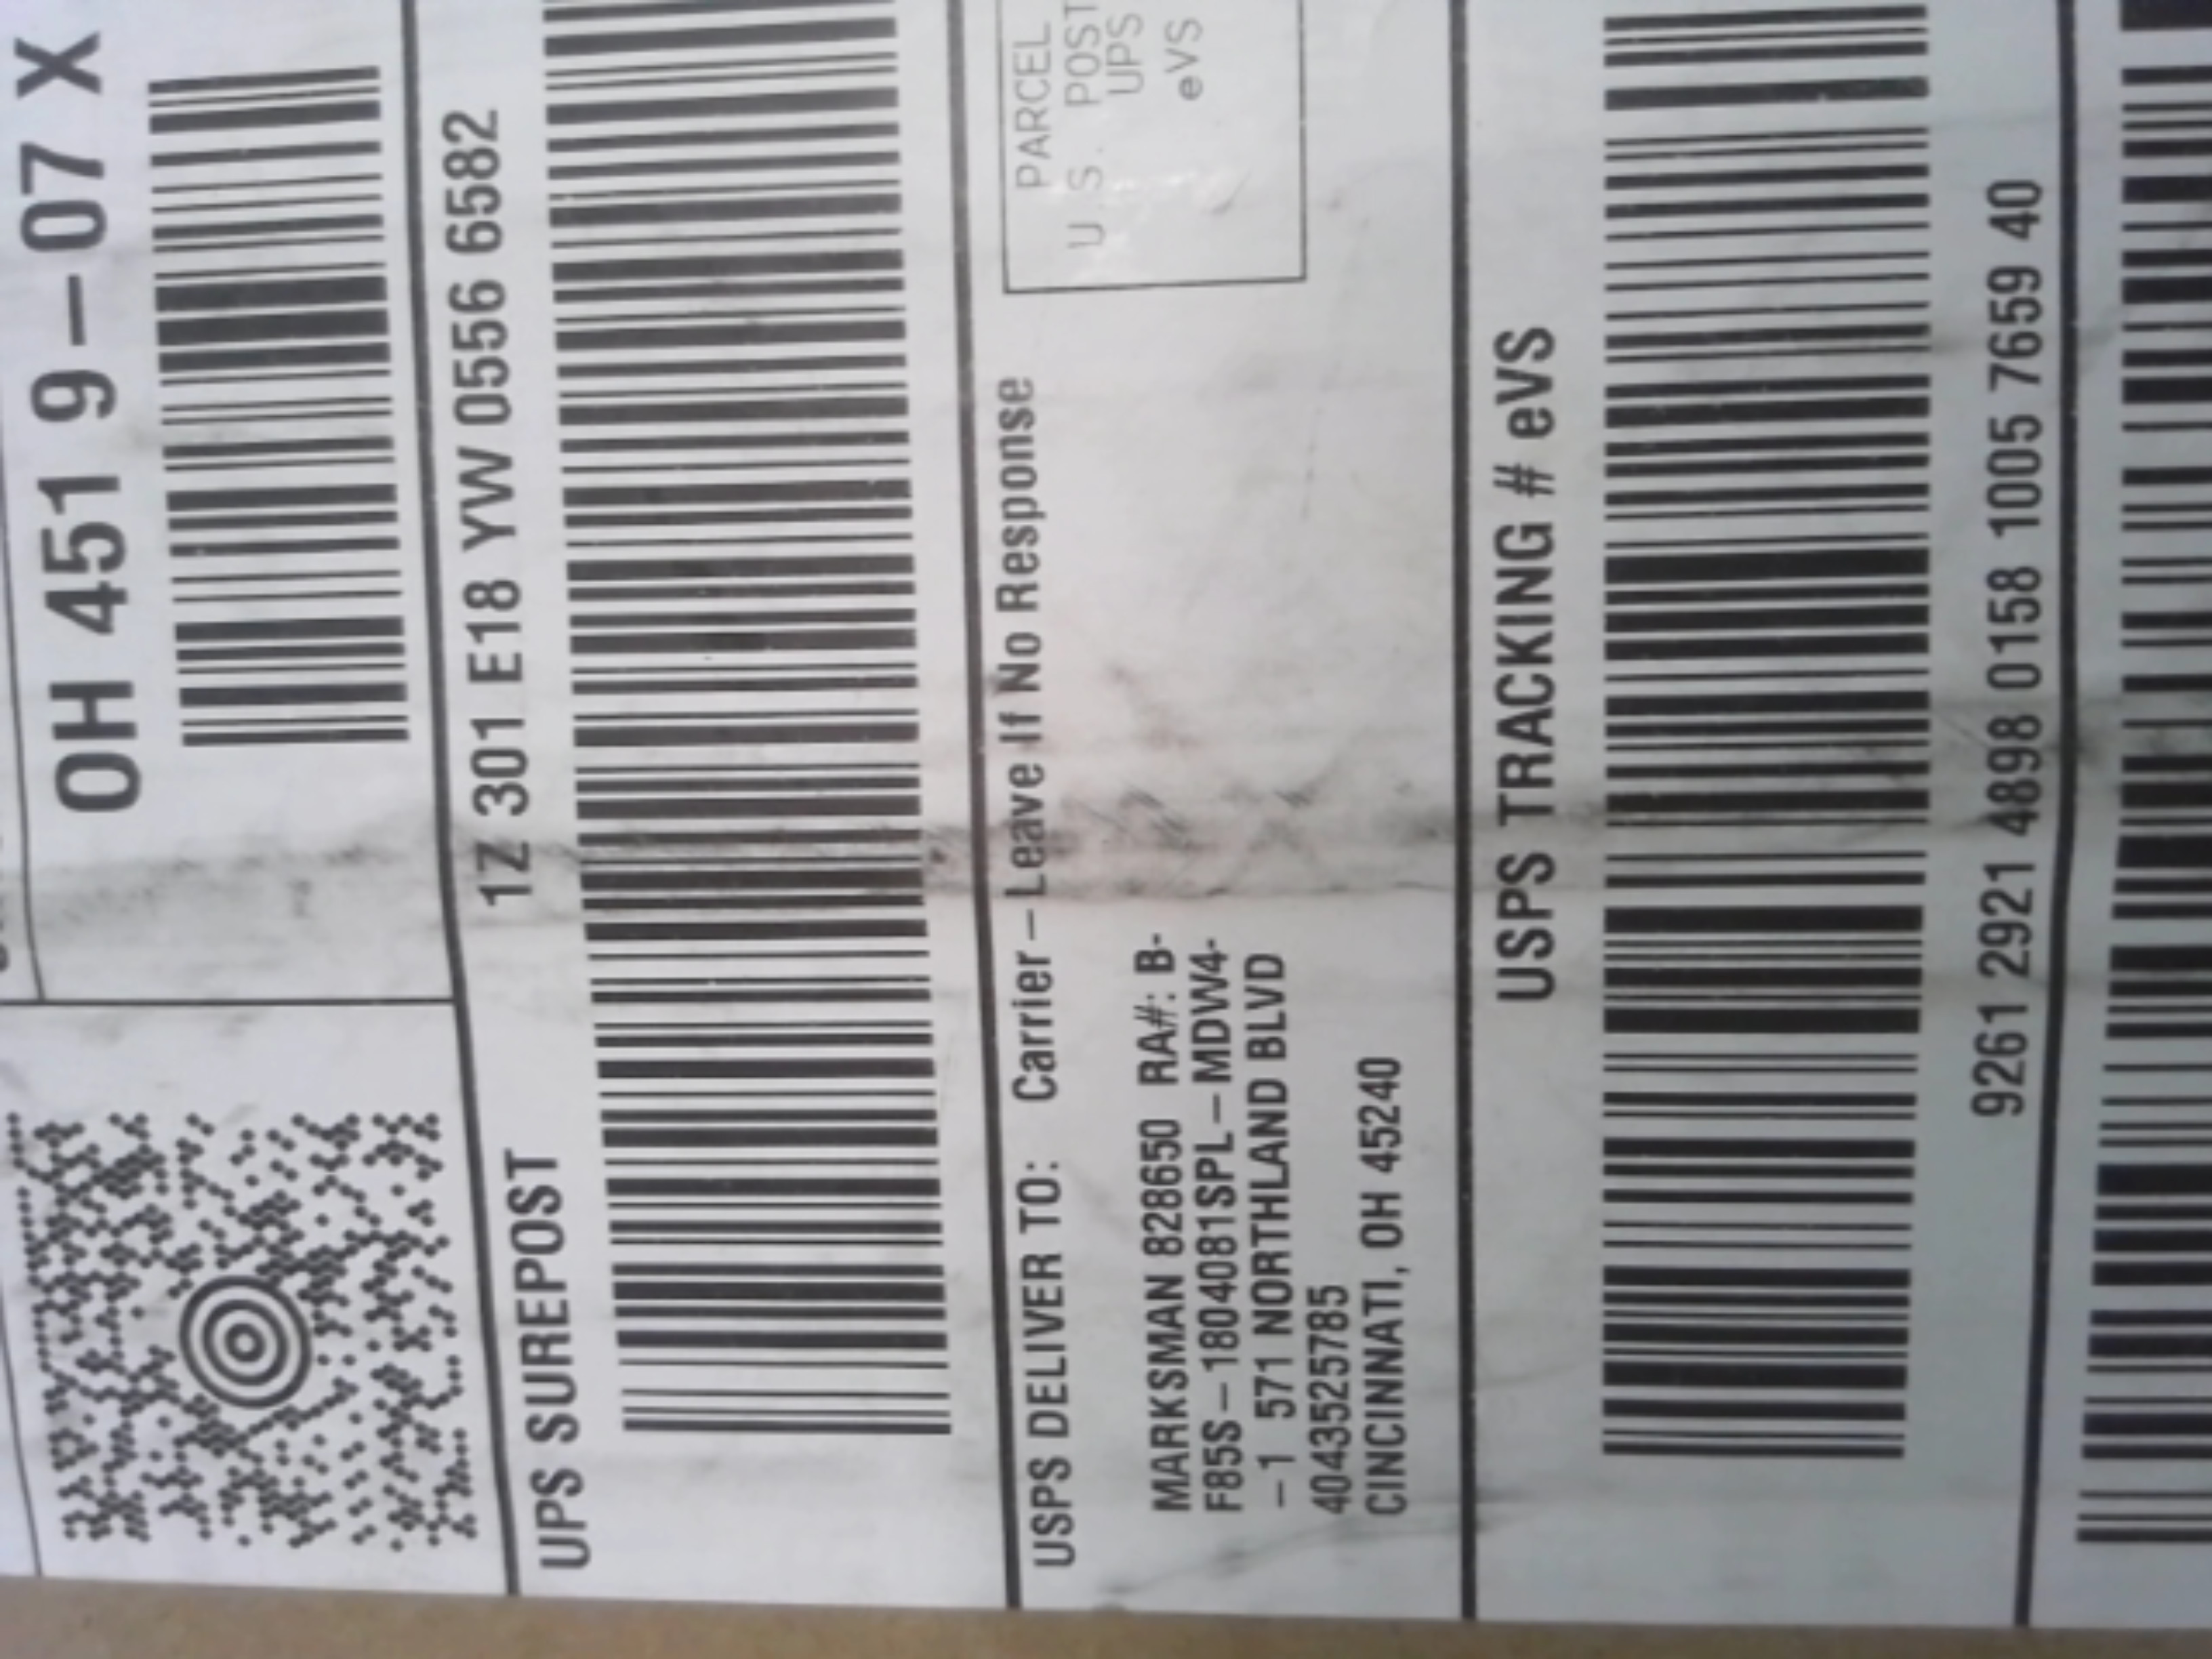 OH 451 9-07 X
1Z 301 E18 YW 0556 6582
UPS SUREPOST
USPS DELIVER TO: Carrier-Leave If No Response
PARCEL
U.S. POST
UPS
eVS
MARKSMAN 828650 RA#: B-
F85S-1804081SPL-MDW4-
-1 571 NORTHLAND BLVD
4043525785
CINCINNATI, OH 45240
USPS TRACKING # eVS
9261 2921 4898 0158 1005 7659 40